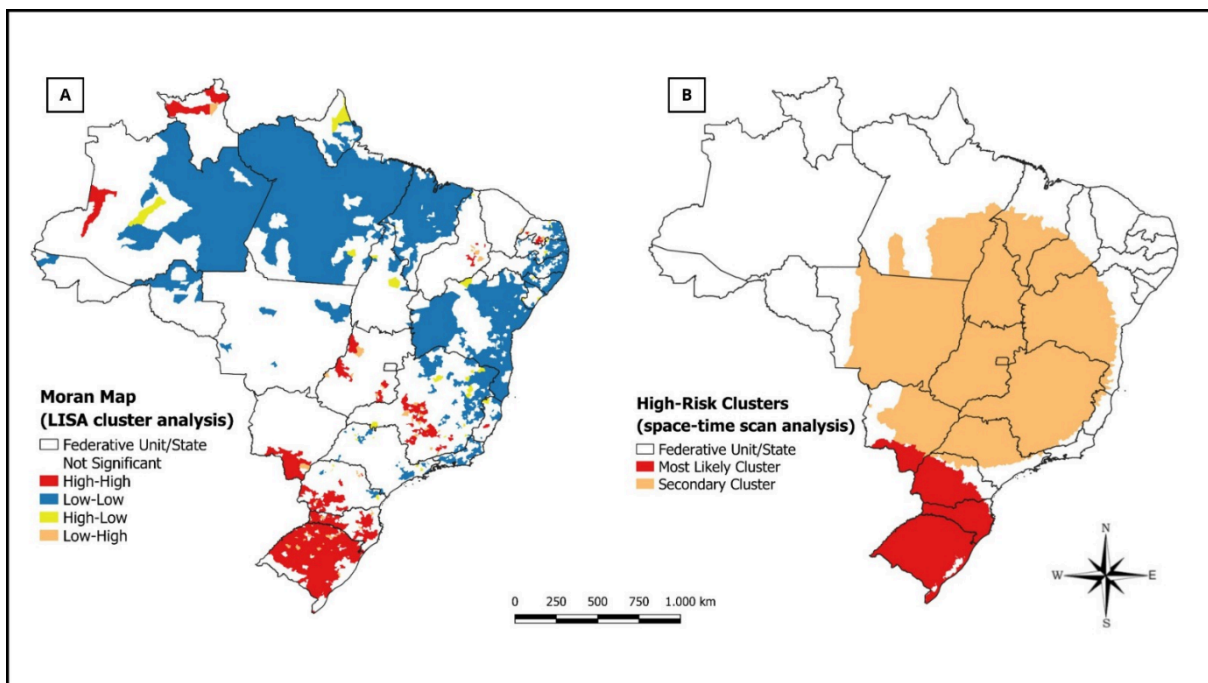 A
Moran Map
(LISA cluster analysis)
Federative Unit/State
Not Significant
High-High
Low-Low
High-Low
Low-High
B
High-Risk Clusters
(space-time scan analysis)
Federative Unit/State
Most Likely Cluster
Secondary Cluster
0 250 500 750 1.000 km
N
W E
S